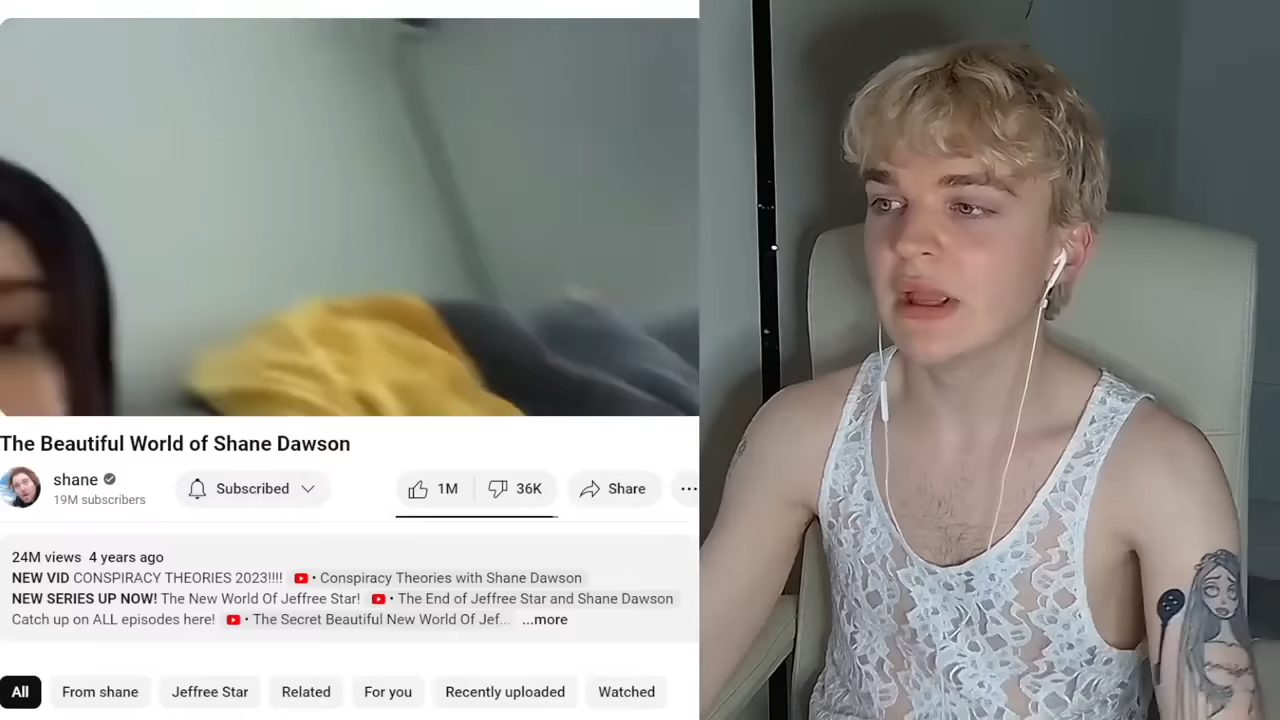 The Beautiful World of Shane Dawson
shane
19M subscribers
Subscribed
1M
36K
Share
24M views 4 years ago
NEW VID CONSPIRACY THEORIES 2023!!!! • Conspiracy Theories with Shane Dawson
NEW SERIES UP NOW! The New World Of Jeffree Star! • The End of Jeffree Star and Shane Dawson
Catch up on ALL episodes here! • The Secret Beautiful New World Of Jef... ...more
All
From shane
Jeffree Star
Related
For you
Recently uploaded
Watched